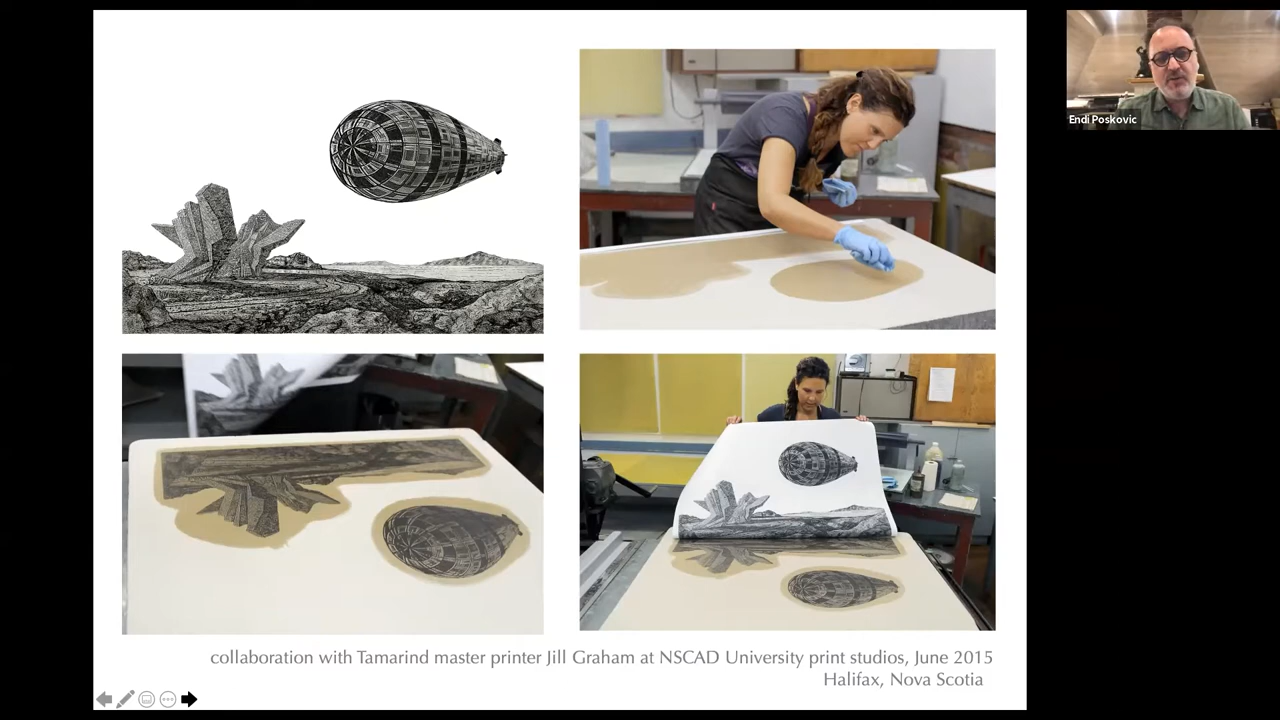 Endi Poskovic
collaboration with Tamarind master printer Jill Graham at NSCAD University print studios, June 2015
Halifax, Nova Scotia